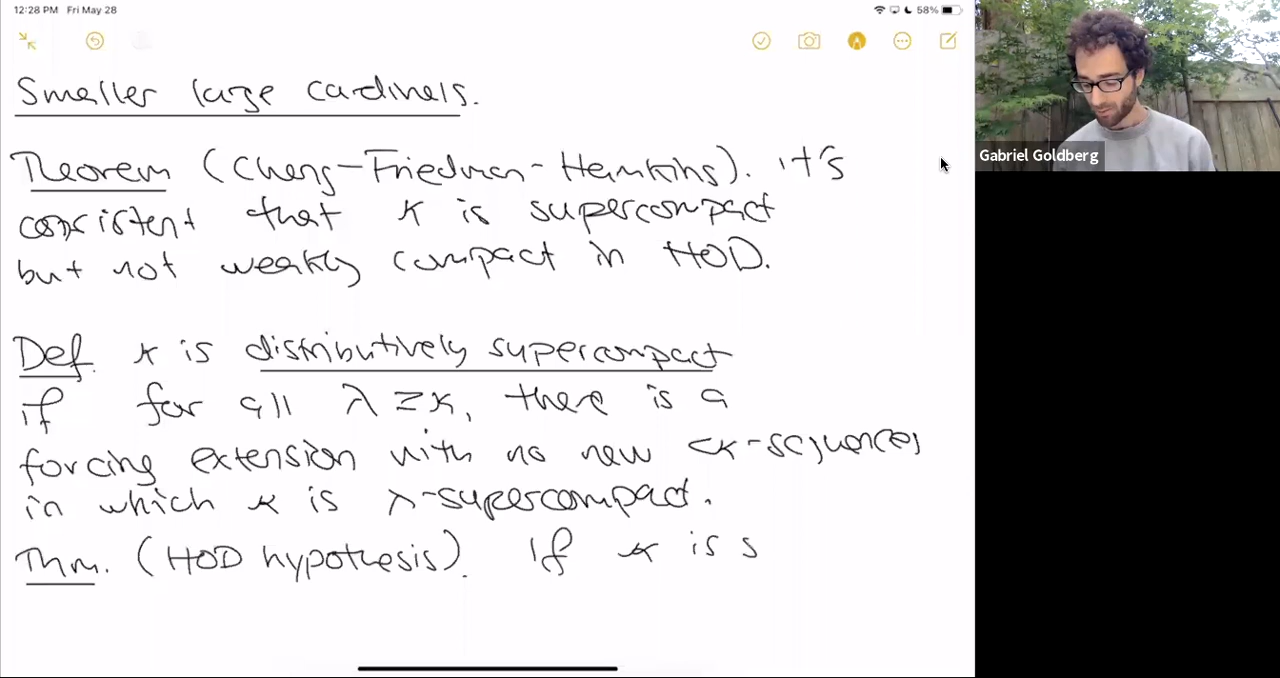 12:28 PM Fri May 28
58%
Smaller large cardinals.
Theorem (Cheng-Friedman-Hamkins). It's
consistent that κ is supercompact
but not weakly compact in HOD.
Def. κ is distributively supercompact
if for all λ ≥ κ, there is a
forcing extension with no new <κ-sequences
in which κ is λ-supercompact.
Thm. (HOD hypothesis). If κ is s
Gabriel Goldberg